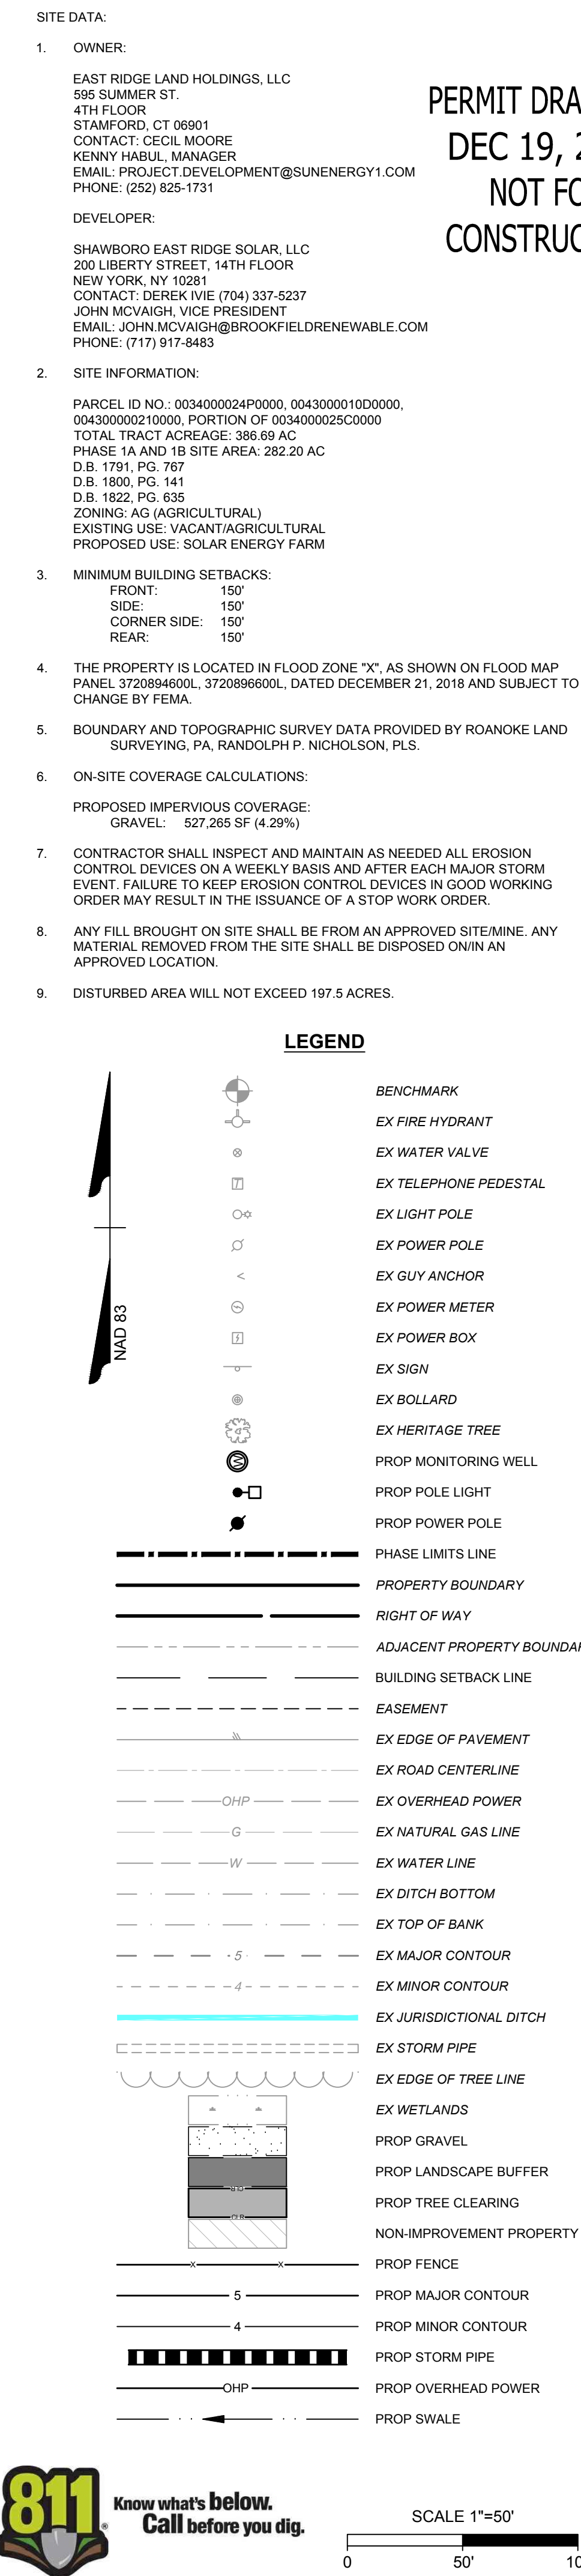 SITE DATA:
1. OWNER:
EAST RIDGE LAND HOLDINGS, LLC
595 SUMMER ST.
4TH FLOOR
STAMFORD, CT 06901
CONTACT: CECIL MOORE
KENNY HABUL, MANAGER
EMAIL: PROJECT.DEVELOPMENT@SUNENERGY1.COM
PHONE: (252) 825-1731
PERMIT DRA
DEC 19, 2
NOT FO
CONSTRUC
DEVELOPER:
SHAWBORO EAST RIDGE SOLAR, LLC
200 LIBERTY STREET, 14TH FLOOR
NEW YORK, NY 10281
CONTACT: DEREK IVIE (704) 337-5237
JOHN MCVAIGH, VICE PRESIDENT
EMAIL: JOHN.MCVAIGH@BROOKFIELDRENEWABLE.COM
PHONE: (717) 917-8483
2. SITE INFORMATION:
PARCEL ID NO.: 0034000024P0000, 0043000010D0000,
004300000210000, PORTION OF 0034000025C0000
TOTAL TRACT ACREAGE: 386.69 AC
PHASE 1A AND 1B SITE AREA: 282.20 AC
D.B. 1791, PG. 767
D.B. 1800, PG. 141
D.B. 1822, PG. 635
ZONING: AG (AGRICULTURAL)
EXISTING USE: VACANT/AGRICULTURAL
PROPOSED USE: SOLAR ENERGY FARM
3. MINIMUM BUILDING SETBACKS:
FRONT: 150'
SIDE: 150'
CORNER SIDE: 150'
REAR: 150'
4. THE PROPERTY IS LOCATED IN FLOOD ZONE "X", AS SHOWN ON FLOOD MAP
PANEL 3720894600L, 3720896600L, DATED DECEMBER 21, 2018 AND SUBJECT TO
CHANGE BY FEMA.
5. BOUNDARY AND TOPOGRAPHIC SURVEY DATA PROVIDED BY ROANOKE LAND
SURVEYING, PA, RANDOLPH P. NICHOLSON, PLS.
6. ON-SITE COVERAGE CALCULATIONS:
PROPOSED IMPERVIOUS COVERAGE:
GRAVEL: 527,265 SF (4.29%)
7. CONTRACTOR SHALL INSPECT AND MAINTAIN AS NEEDED ALL EROSION
CONTROL DEVICES ON A WEEKLY BASIS AND AFTER EACH MAJOR STORM
EVENT. FAILURE TO KEEP EROSION CONTROL DEVICES IN GOOD WORKING
ORDER MAY RESULT IN THE ISSUANCE OF A STOP WORK ORDER.
8. ANY FILL BROUGHT ON SITE SHALL BE FROM AN APPROVED SITE/MINE. ANY
MATERIAL REMOVED FROM THE SITE SHALL BE DISPOSED ON/IN AN
APPROVED LOCATION.
9. DISTURBED AREA WILL NOT EXCEED 197.5 ACRES.
LEGEND
NAD 83
BENCHMARK
EX FIRE HYDRANT
EX WATER VALVE
T EX TELEPHONE PEDESTAL
EX LIGHT POLE
EX POWER POLE
EX GUY ANCHOR
EX POWER METER
EX POWER BOX
EX SIGN
EX BOLLARD
EX HERITAGE TREE
W PROP MONITORING WELL
PROP POLE LIGHT
PROP POWER POLE
PHASE LIMITS LINE
PROPERTY BOUNDARY
RIGHT OF WAY
ADJACENT PROPERTY BOUNDAR
BUILDING SETBACK LINE
EASEMENT
EX EDGE OF PAVEMENT
EX ROAD CENTERLINE
OHP EX OVERHEAD POWER
G EX NATURAL GAS LINE
W EX WATER LINE
EX DITCH BOTTOM
EX TOP OF BANK
5 EX MAJOR CONTOUR
4 EX MINOR CONTOUR
EX JURISDICTIONAL DITCH
EX STORM PIPE
EX EDGE OF TREE LINE
EX WETLANDS
PROP GRAVEL
PROP LANDSCAPE BUFFER
PROP TREE CLEARING
NON-IMPROVEMENT PROPERTY
X X PROP FENCE
5 PROP MAJOR CONTOUR
4 PROP MINOR CONTOUR
PROP STORM PIPE
OHP PROP OVERHEAD POWER
PROP SWALE
811 ®
Know what's below.
Call before you dig.
SCALE 1"=50'
0 50' 10